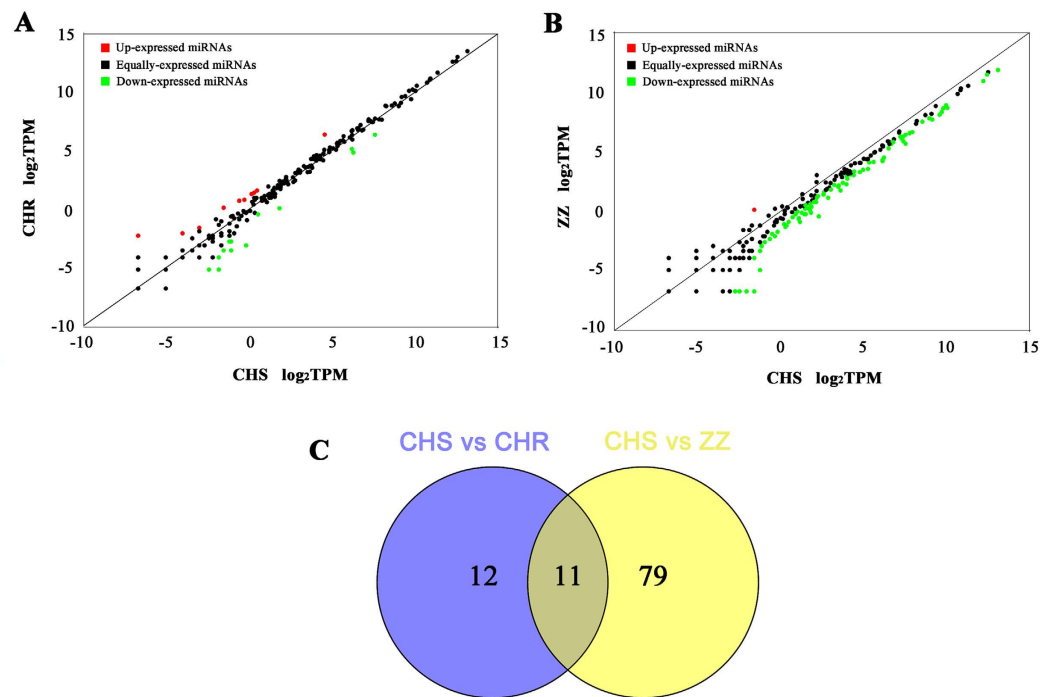 A
15
10
5
0
-5
-10
CHR log₂TPM
Up-expressed miRNAs
Equally-expressed miRNAs
Down-expressed miRNAs
-10 -5 0 5 10 15
CHS log₂TPM
B
15
10
5
0
-5
-10
ZZ log₂TPM
Up-expressed miRNAs
Equally-expressed miRNAs
Down-expressed miRNAs
-10 -5 0 5 10 15
CHS log₂TPM
C
CHS vs CHR CHS vs ZZ
12 11 79